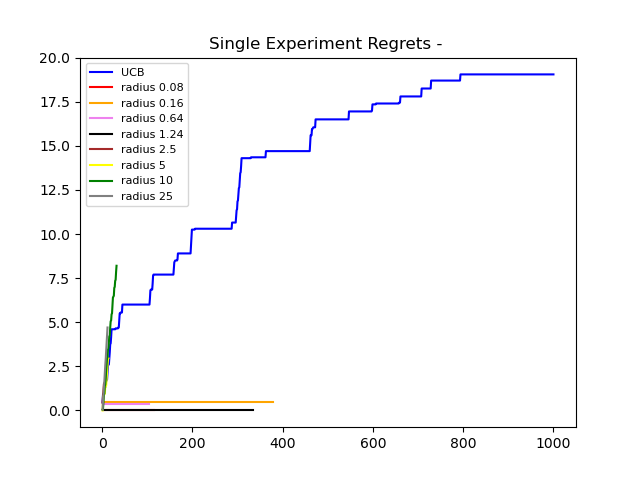 Single Experiment Regrets -
20.0
17.5
15.0
12.5
10.0
7.5
5.0
2.5
0.0
UCB
radius 0.08
radius 0.16
radius 0.64
radius 1.24
radius 2.5
radius 5
radius 10
radius 25
0
200
400
600
800
1000